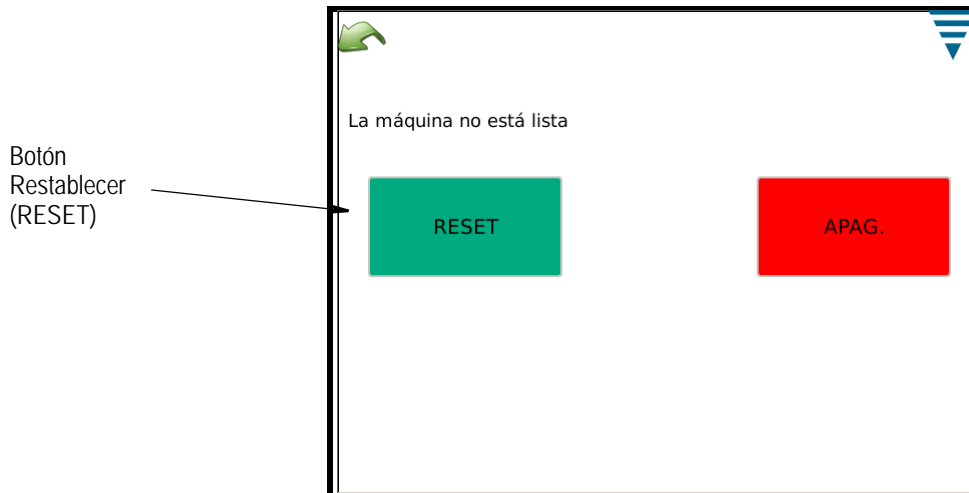 La máquina no está lista
Botón
Restablecer
(RESET)
RESET
APAG.